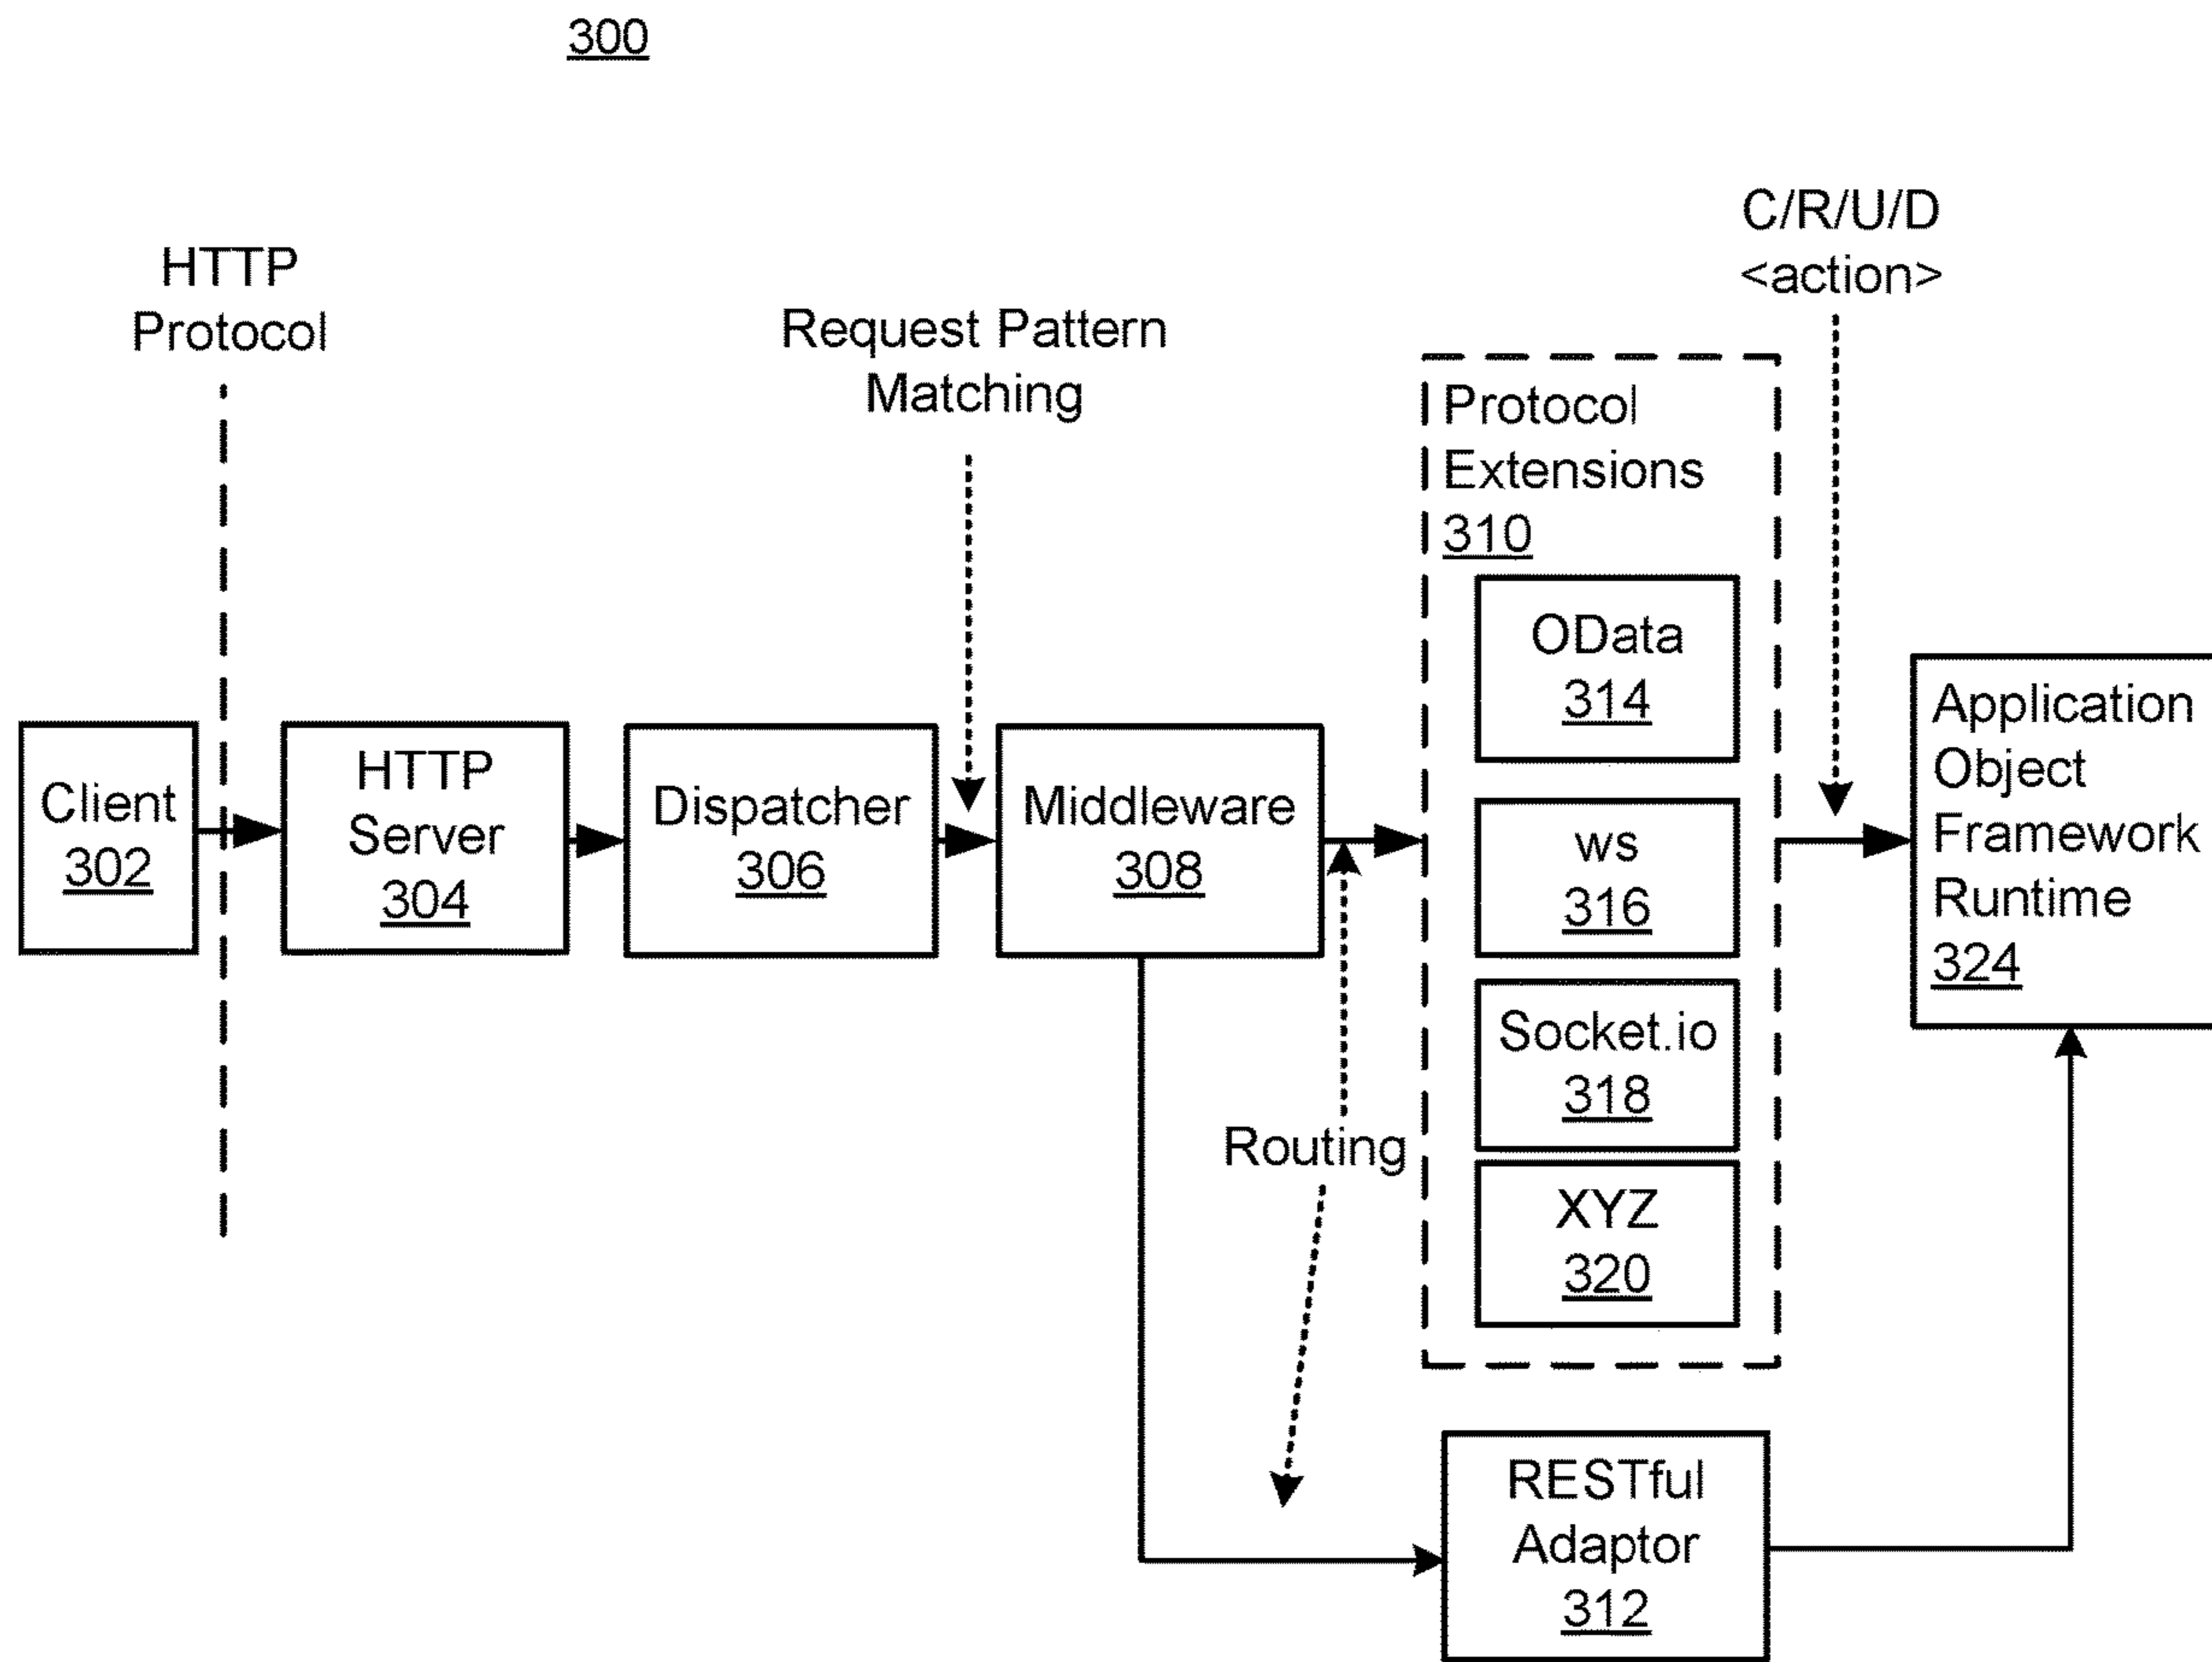 300
HTTP
Protocol
Request Pattern
Matching
C/R/U/D
<action>
Client
302
HTTP
Server
304
Dispatcher
306
Middleware
308
Routing
Protocol
Extensions
310
OData
314
ws
316
Socket.io
318
XYZ
320
RESTful
Adaptor
312
Application
Object
Framework
Runtime
324